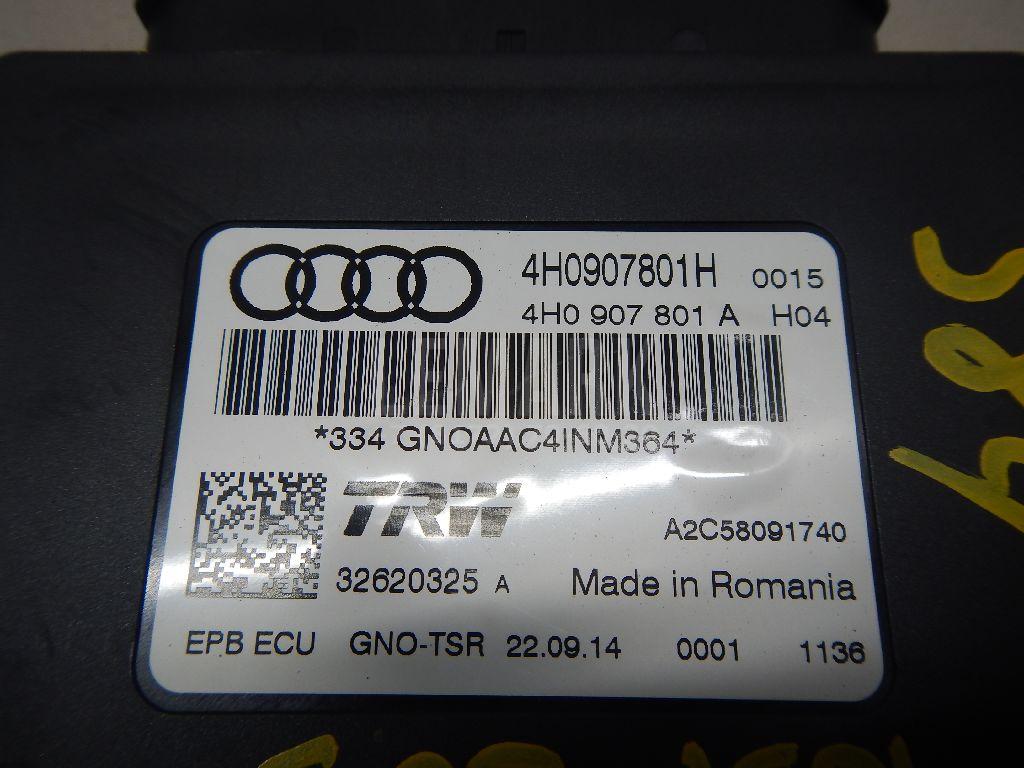 4H0907801H 0015
4H0 907 801 A H04
*334 GNOAAC4INM364*
TRW
A2C58091740
32620325 A Made in Romania
EPB ECU GNO-TSR 22.09.14 0001 1136